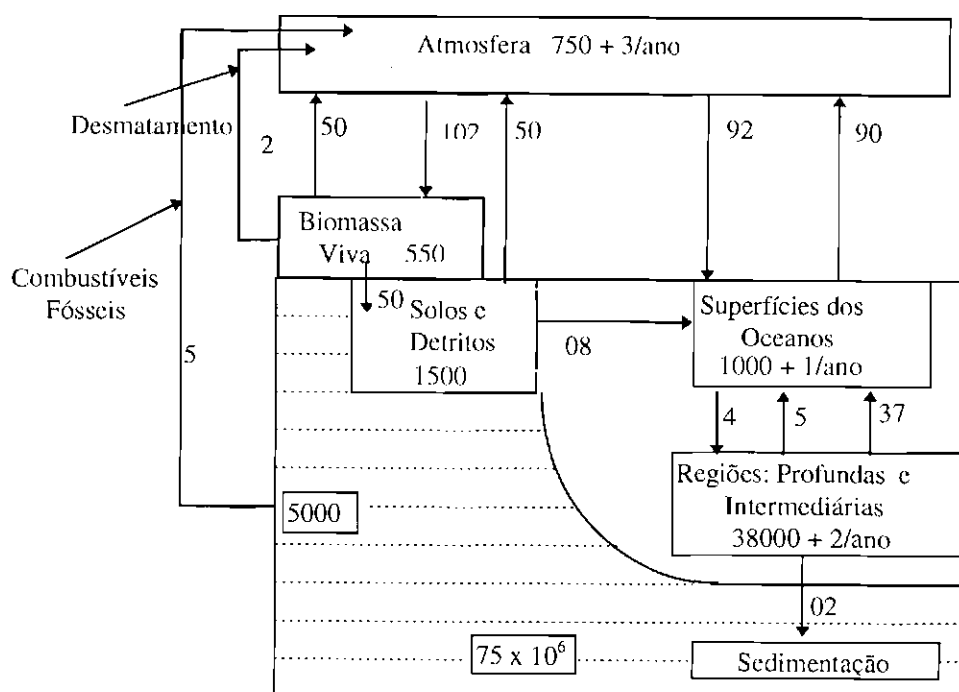 Atmosfera 750 + 3/ano
Desmatamento
2
50
102
50
92
90
Biomassa
Viva 550
Combustíveis
Fósseis
5
50
Solos e
Detritos
1500
08
Superfícies dos
Oceanos
1000 + 1/ano
4
5
37
Regiões: Profundas e
Intermediárias
38000 + 2/ano
5000
02
75 x 10⁶
Sedimentação